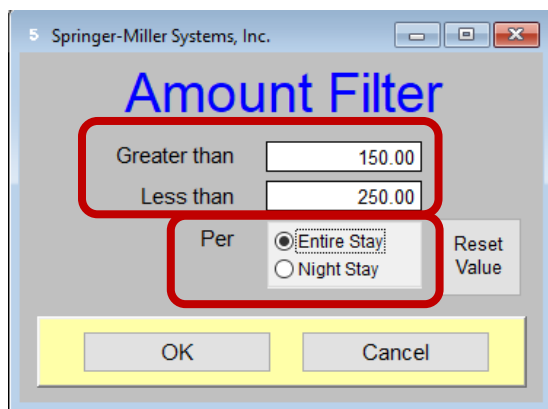 5 Springer-Miller Systems, Inc.
Amount Filter
Greater than 150.00
Less than 250.00
Per Entire Stay
Night Stay
Reset
Value
OK Cancel